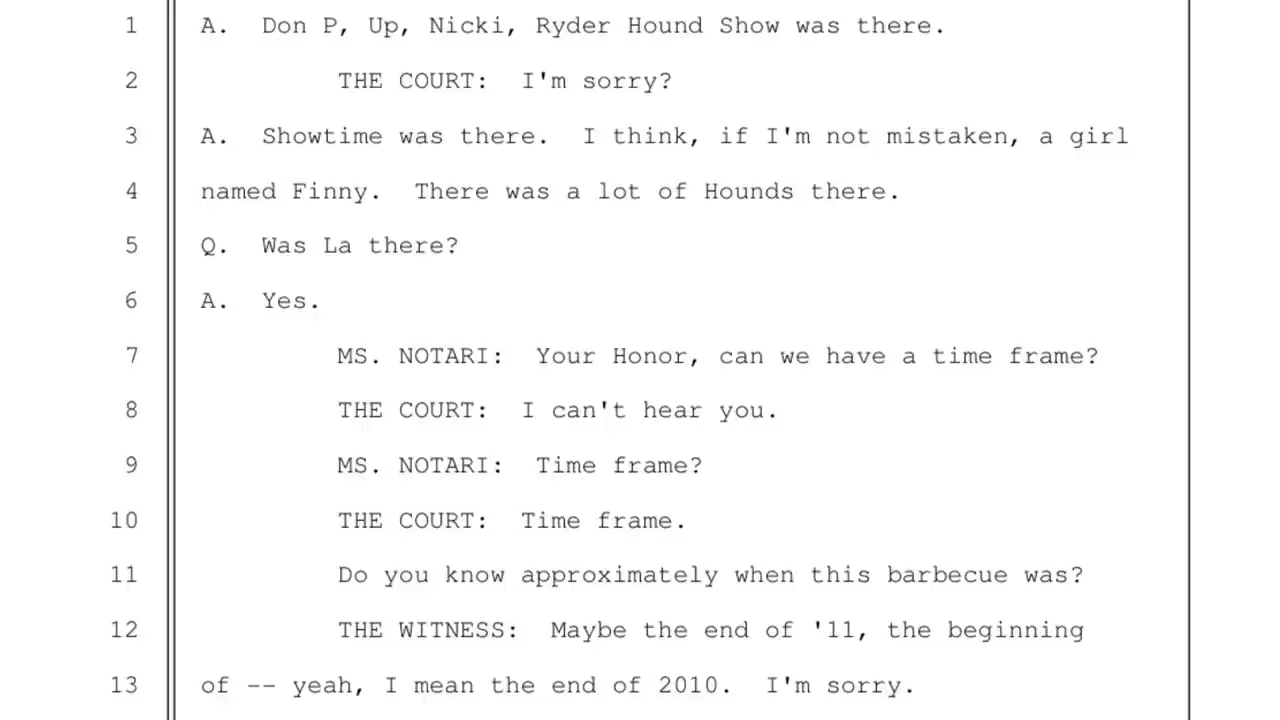 1 A. Don P, Up, Nicki, Ryder Hound Show was there.
2 THE COURT: I'm sorry?
3 A. Showtime was there. I think, if I'm not mistaken, a girl
4 named Finny. There was a lot of Hounds there.
5 Q. Was La there?
6 A. Yes.
7 MS. NOTARI: Your Honor, can we have a time frame?
8 THE COURT: I can't hear you.
9 MS. NOTARI: Time frame?
10 THE COURT: Time frame.
11 Do you know approximately when this barbecue was?
12 THE WITNESS: Maybe the end of '11, the beginning
13 of -- yeah, I mean the end of 2010. I'm sorry.